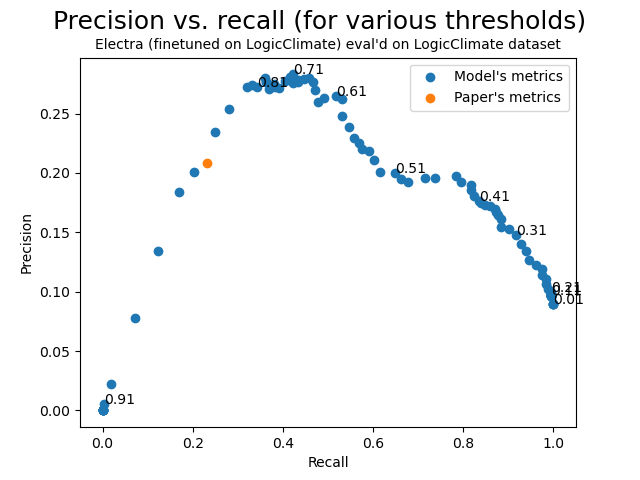 Precision vs. recall (for various thresholds)
Electra (finetuned on LogicClimate) eval'd on LogicClimate dataset
Model's metrics
Paper's metrics
0.71
0.81
0.61
0.51
0.41
0.31
0.21
0.11
0.01
0.91
0.25
0.20
0.15
0.10
0.05
0.00
Precision
0.0 0.2 0.4 0.6 0.8 1.0
Recall